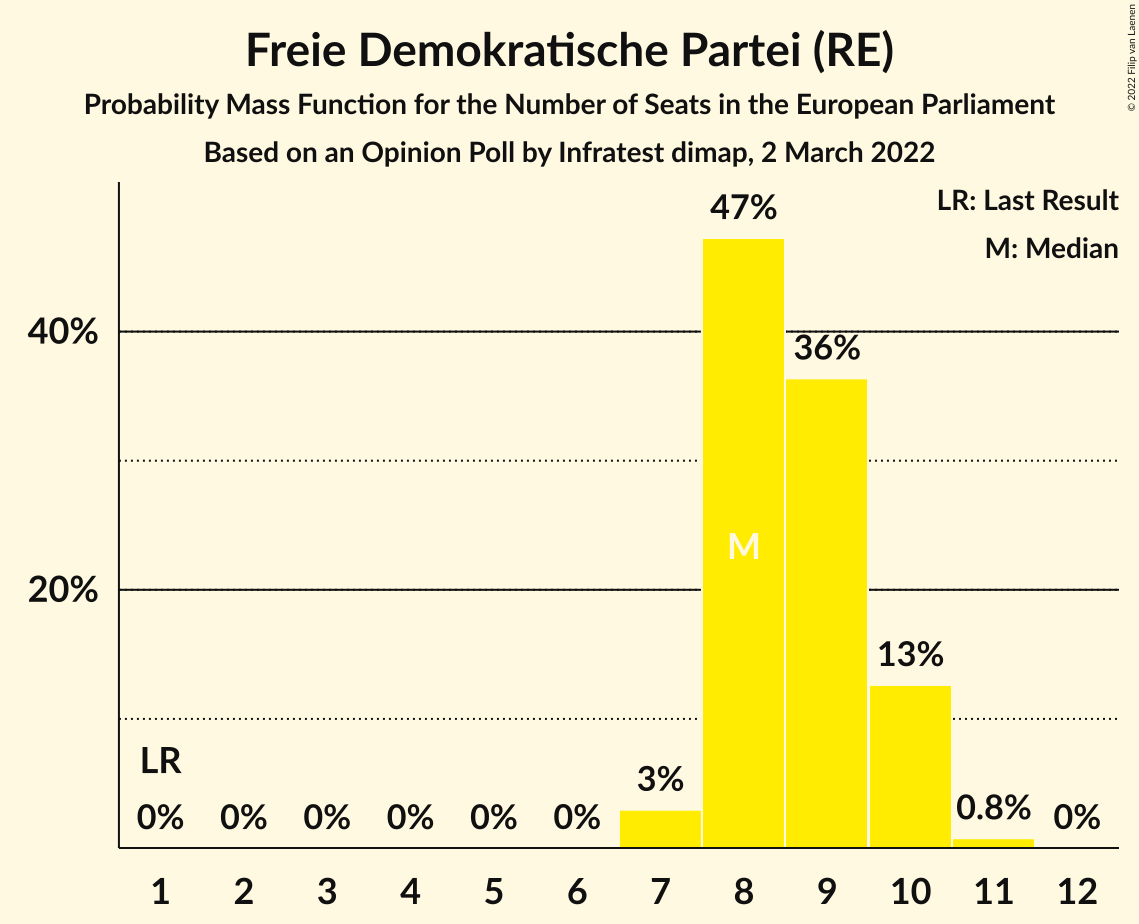 Freie Demokratische Partei (RE)
Probability Mass Function for the Number of Seats in the European Parliament
Based on an Opinion Poll by Infratest dimap, 2 March 2022
© 2022 Filip van Laenen
LR: Last Result
M: Median
47%
40%
36%
M
20%
13%
LR
3%
0.8%
0% 0% 0% 0% 0% 0% 0%
1 2 3 4 5 6 7 8 9 10 11 12